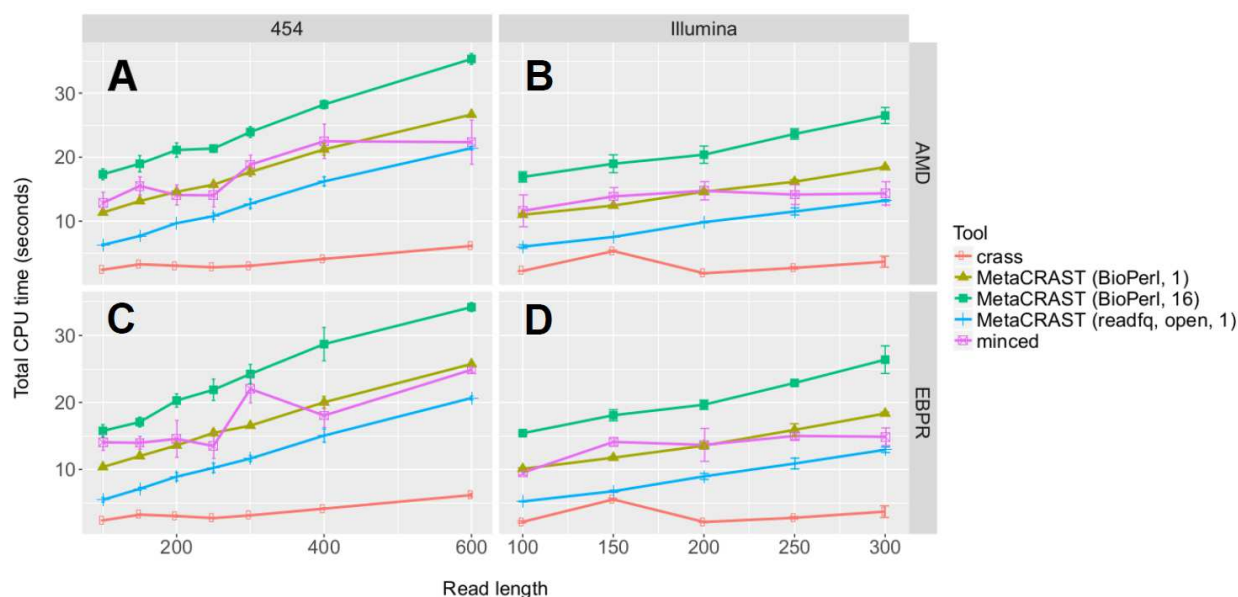 454
Illumina
A
B
30
20
10
AMD
C
D
30
20
10
EBPR
200
400
600
100
150
200
250
300
Total CPU time (seconds)
Read length
Tool
crass
MetaCRAST (BioPerl, 1)
MetaCRAST (BioPerl, 16)
MetaCRAST (readfq, open, 1)
minced